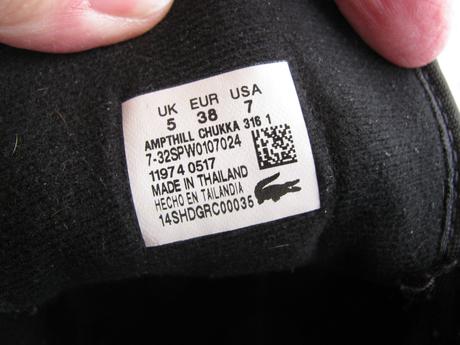 UK EUR USA
5 38 7
AMPTHILL CHUKKA 316 1
7-32SPW0107024
11974 0517
MADE IN THAILAND
HECHO EN TAILANDIA
14SHDGRC00036